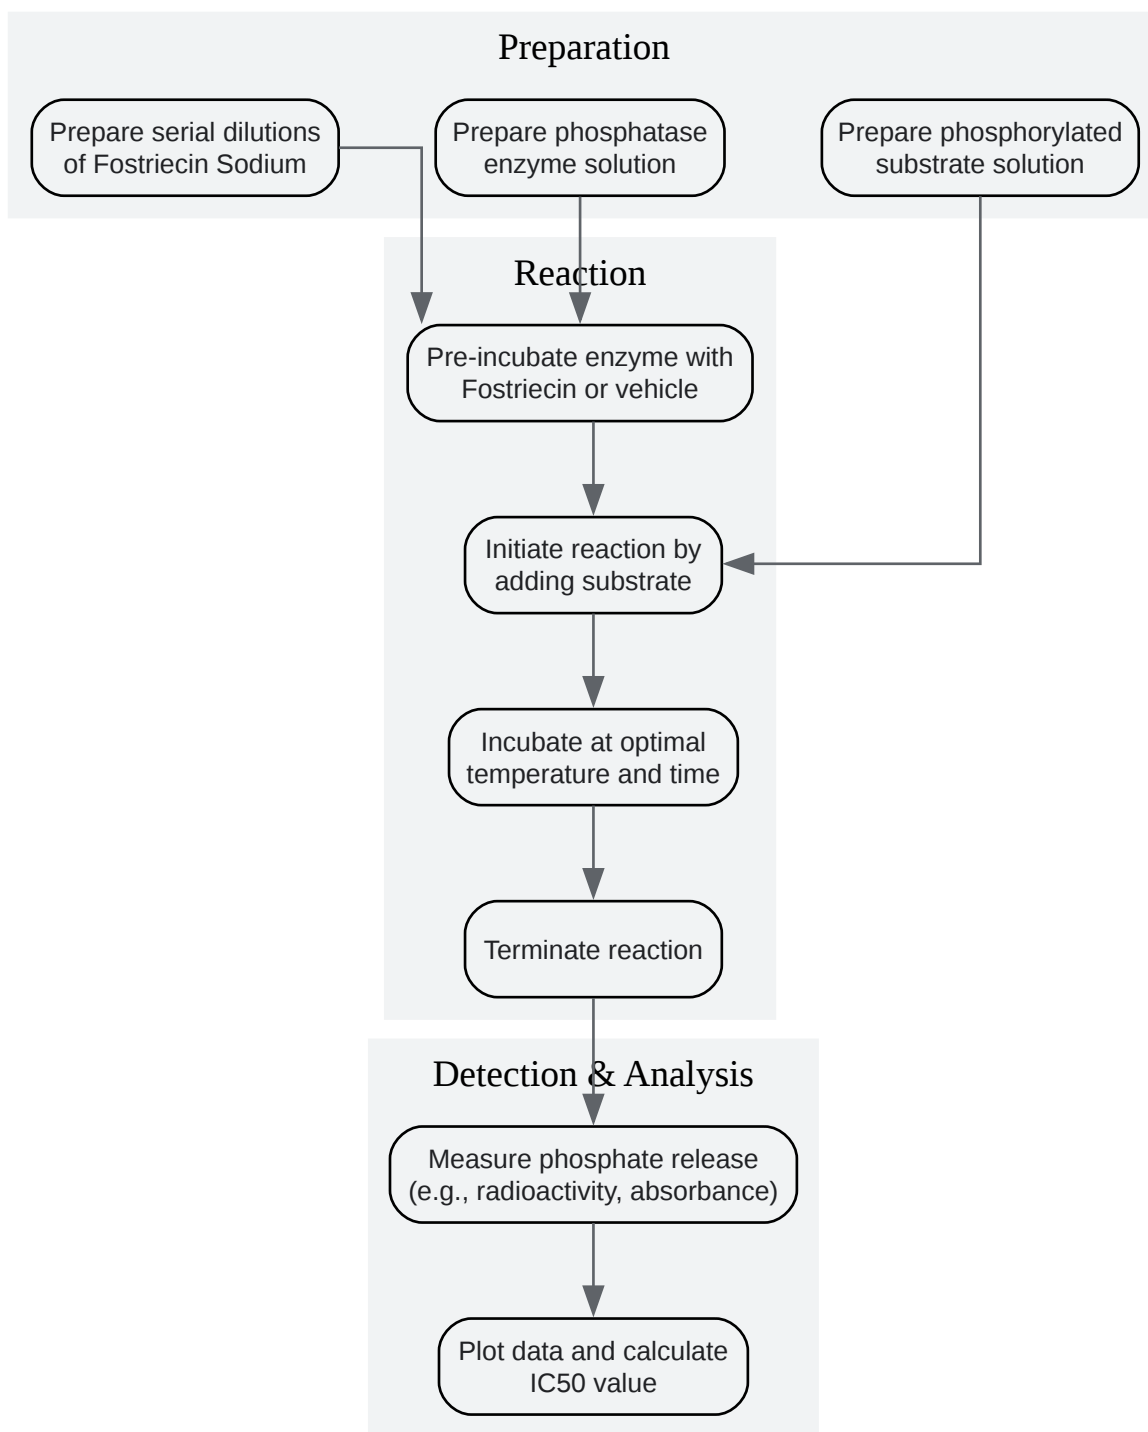 Preparation
Prepare serial dilutions
of Fostriecin Sodium
Prepare phosphatase
enzyme solution
Prepare phosphorylated
substrate solution
Reaction
Pre-incubate enzyme with
Fostriecin or vehicle
Initiate reaction by
adding substrate
Incubate at optimal
temperature and time
Terminate reaction
Detection & Analysis
Measure phosphate release
(e.g., radioactivity, absorbance)
Plot data and calculate
IC50 value